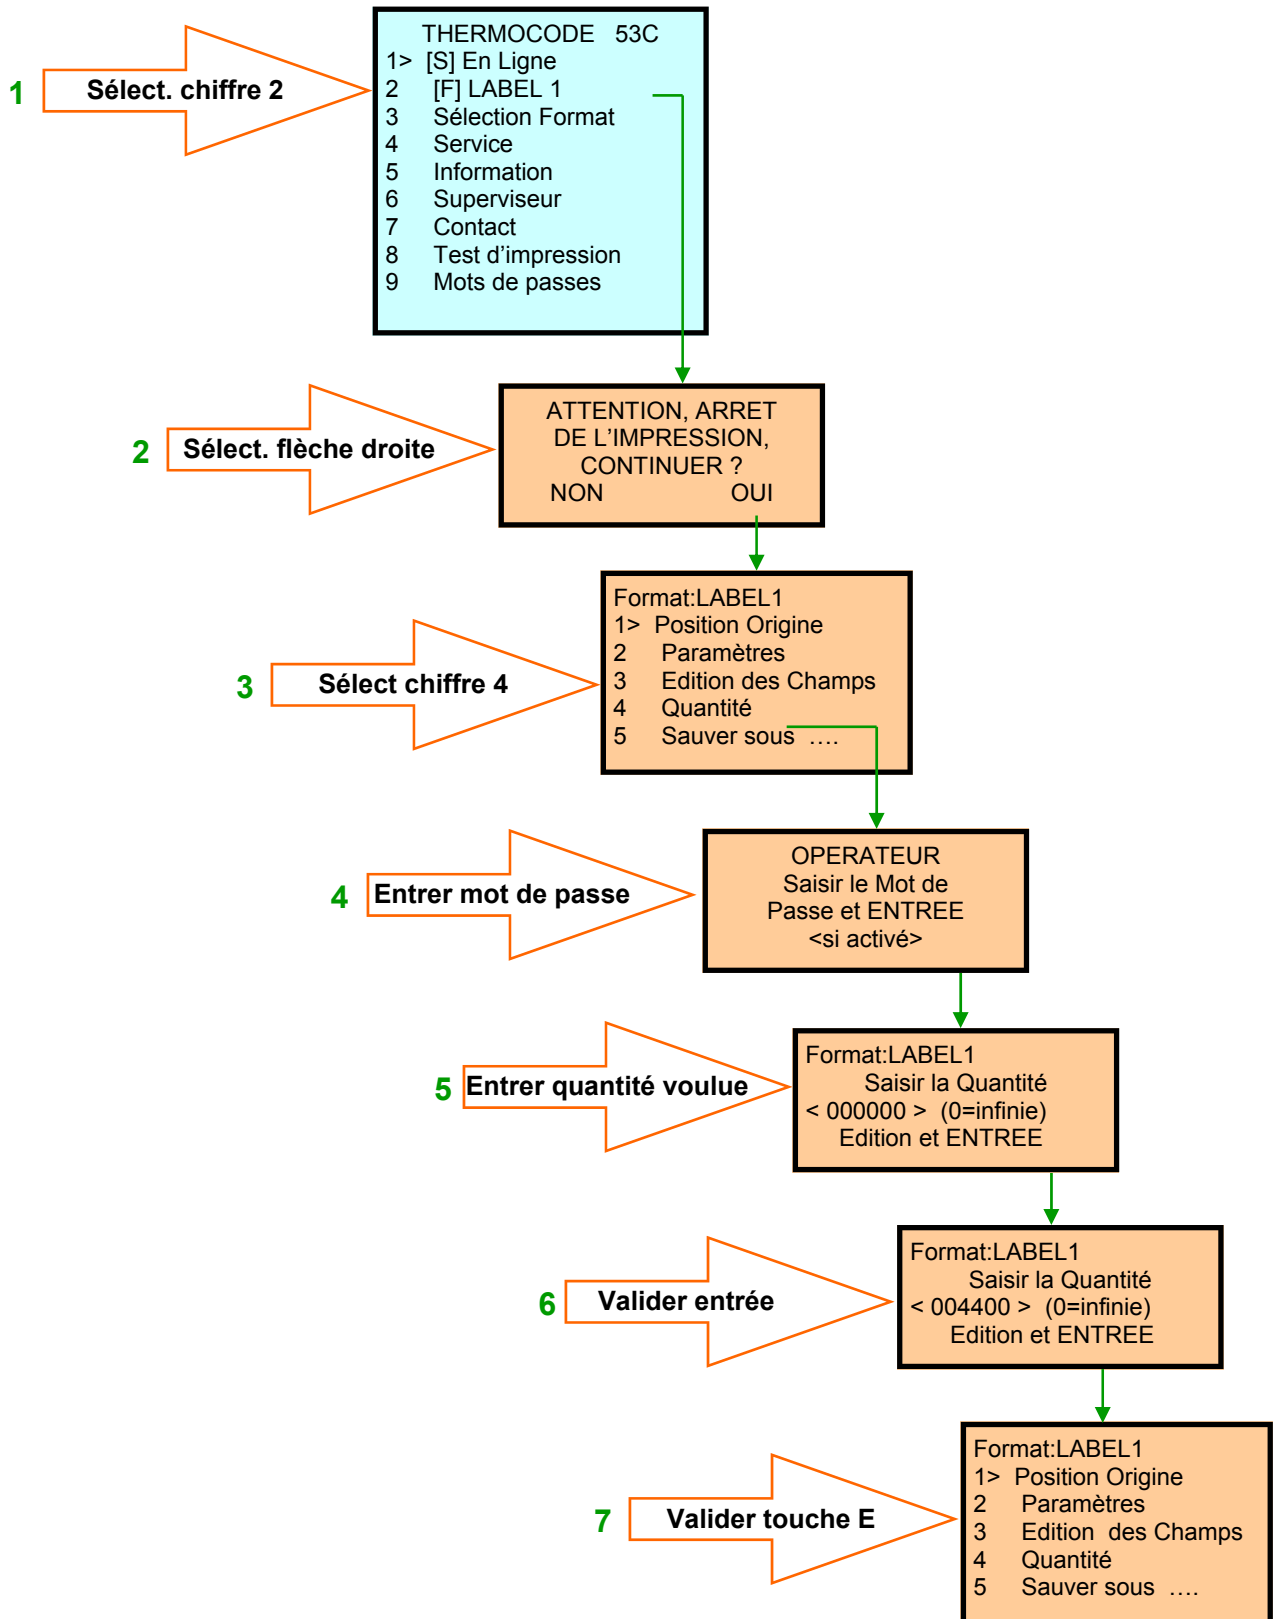 THERMOCODE 53C
1> [S] En Ligne
2 [F] LABEL 1
3 Sélection Format
4 Service
5 Information
6 Superviseur
7 Contact
8 Test d’impression
9 Mots de passes
1 Sélect. chiffre 2
ATTENTION, ARRET
DE L’IMPRESSION,
CONTINUER ?
NON OUI
2 Sélect. flèche droite
Format:LABEL1
1> Position Origine
2 Paramètres
3 Edition des Champs
4 Quantité
5 Sauver sous ….
3 Sélect chiffre 4
OPERATEUR
Saisir le Mot de
Passe et ENTREE
<si activé>
4 Entrer mot de passe
Format:LABEL1
Saisir la Quantité
< 000000 > (0=infinie)
Edition et ENTREE
5 Entrer quantité voulue
Format:LABEL1
Saisir la Quantité
< 004400 > (0=infinie)
Edition et ENTREE
6 Valider entrée
Format:LABEL1
1> Position Origine
2 Paramètres
3 Edition des Champs
4 Quantité
5 Sauver sous ….
7 Valider touche E